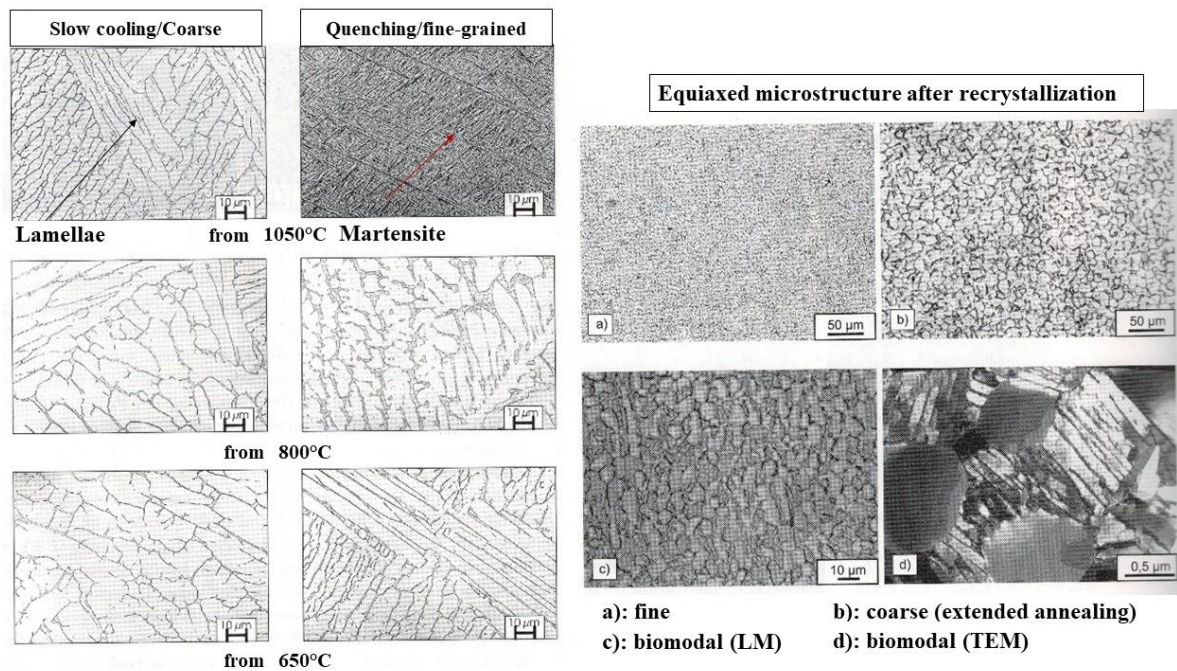 Slow cooling/Coarse
Quenching/fine-grained
10 µm
10 µm
Lamellae from 1050°C Martensite
10 µm
10 µm
from 800°C
10 µm
10 µm
from 650°C
Equiaxed microstructure after recrystallization
a)
50 µm
b)
50 µm
c)
10 µm
d)
0,5 µm
a): fine
b): coarse (extended annealing)
c): biomodal (LM)
d): biomodal (TEM)